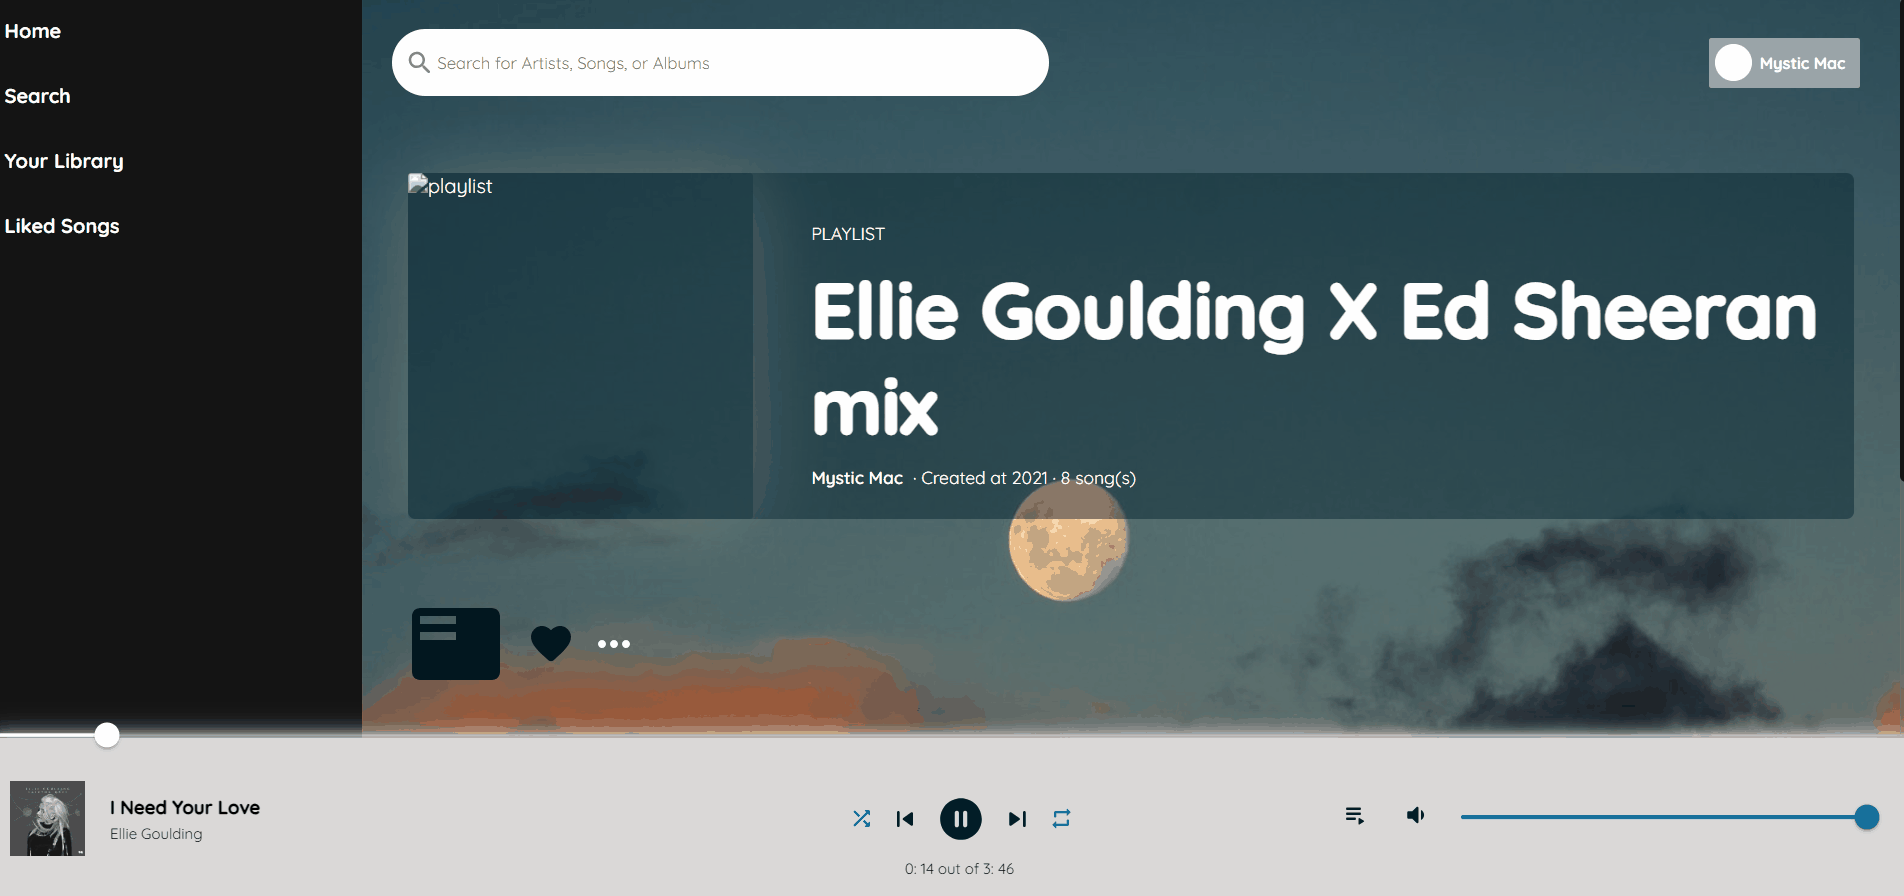 Home
Search
Your Library
Liked Songs
Search for Artists, Songs, or Albums
Mystic Mac
playlist
PLAYLIST
Ellie Goulding X Ed Sheeran
mix
Mystic Mac · Created at 2021 · 8 song(s)
I Need Your Love
Ellie Goulding
0: 14 out of 3: 46